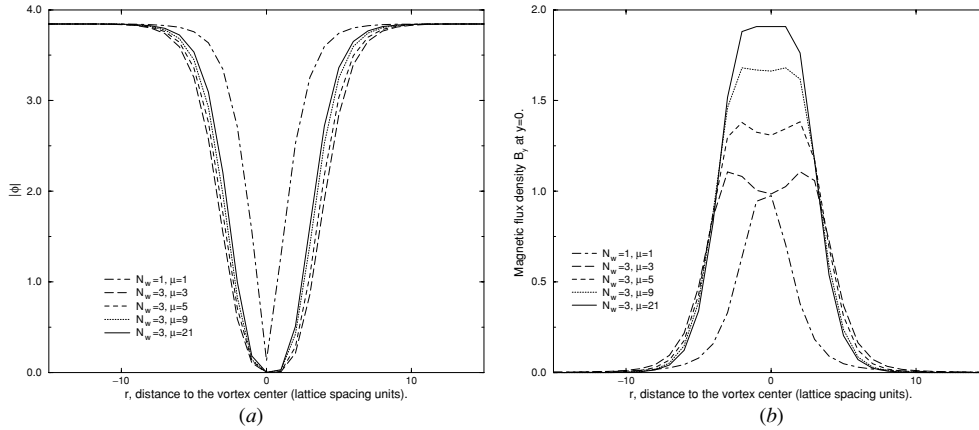 4.0
3.0
2.0
1.0
0.0
|ϕ|
N_w=1, μ=1
N_w=3, μ=3
N_w=3, μ=5
N_w=3, μ=9
N_w=3, μ=21
−10
0
10
r, distance to the vortex center (lattice spacing units).
(a)
2.0
1.5
1.0
0.5
0.0
Magnetic flux density B_y at y=0.
N_w=1, μ=1
N_w=3, μ=3
N_w=3, μ=5
N_w=3, μ=9
N_w=3, μ=21
−10
0
10
r, distance to the vortex center (lattice spacing units).
(b)